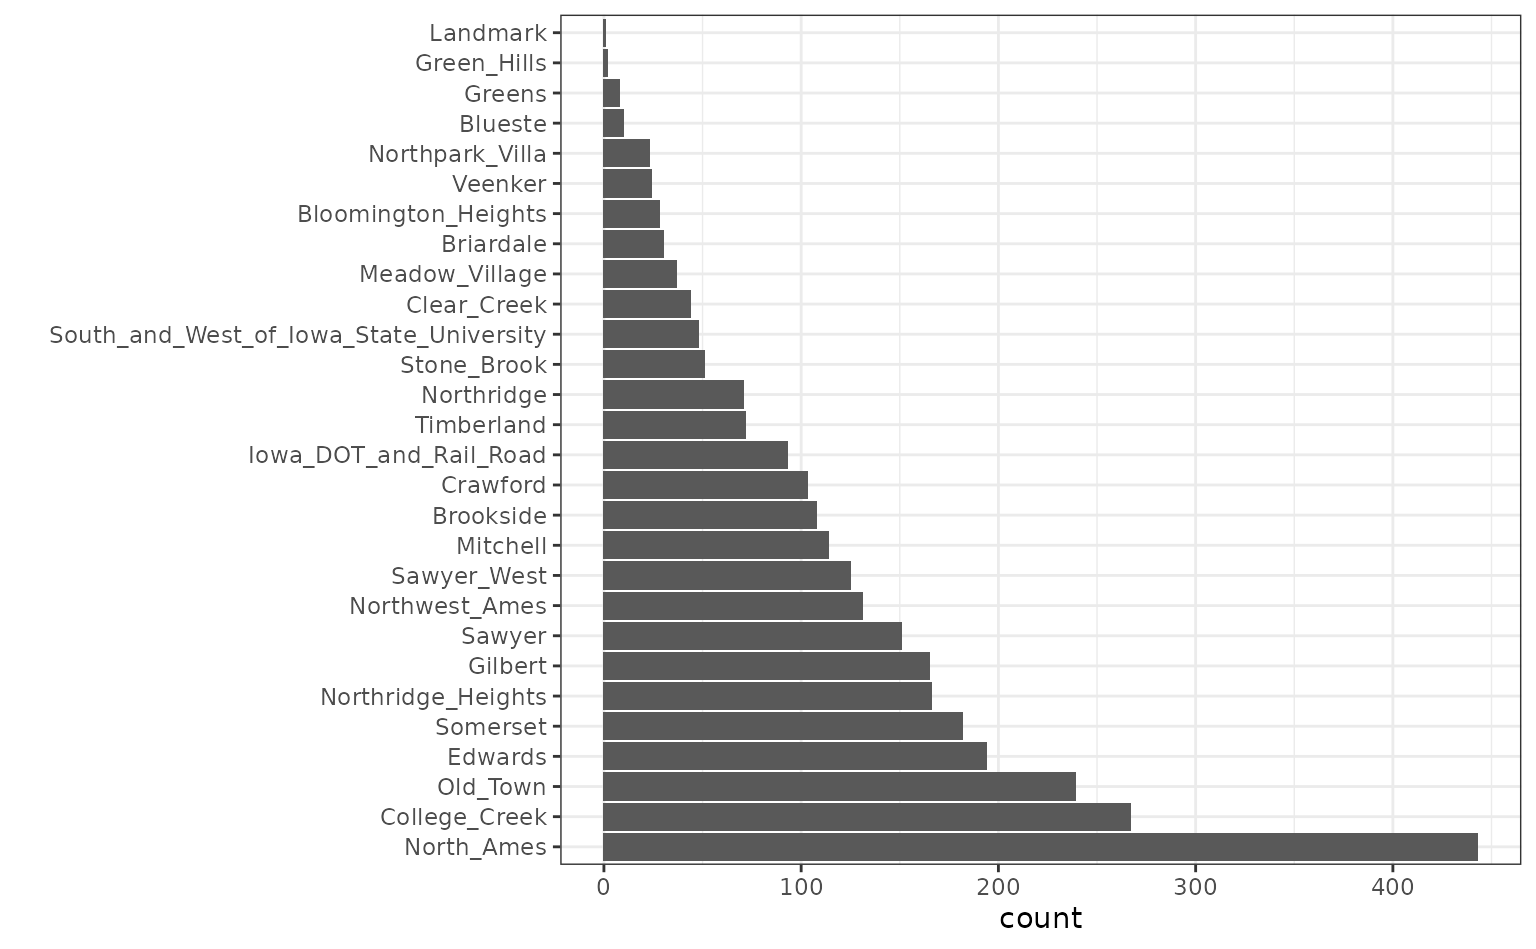 Landmark
Green_Hills
Greens
Blueste
Northpark_Villa
Veenker
Bloomington_Heights
Briardale
Meadow_Village
Clear_Creek
South_and_West_of_Iowa_State_University
Stone_Brook
Northridge
Timberland
Iowa_DOT_and_Rail_Road
Crawford
Brookside
Mitchell
Sawyer_West
Northwest_Ames
Sawyer
Gilbert
Northridge_Heights
Somerset
Edwards
Old_Town
College_Creek
North_Ames
0 100 200 300 400
count